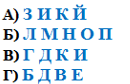 А) З И К Й
Б) Л М Н О П
В) Г Д К И
Г) Б Д В Е